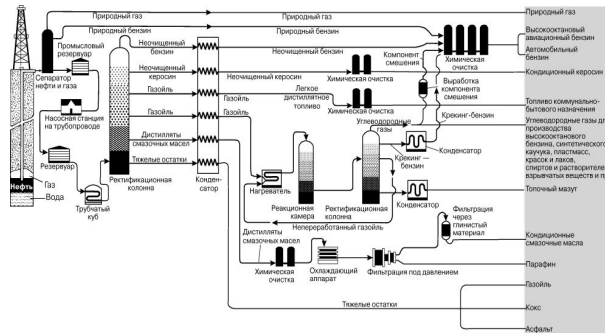 Природный газ
Природный газ
Природный газ
Природный бензин
Природный бензин
Высокооктановый
авиационный бензин
Автомобильный
бензин
Промысловый
резервуар
Неочищенный
бензин
Неочищенный бензин
Компонент
смешения
Химическая
очистка
Сепаратор
нефти и газа
Неочищенный
керосин
Неочищенный керосин
Химическая очистка
Кондиционный керосин
Газойль
Легкое
дистиллятное
топливо
Выработка
компонента
смешения
Химическая очистка
Топливо коммунально-
бытового назначения
Насосная станция
на трубопроводе
Газойль
Газойль
Газойль
Углеводородные
газы
Крекинг-бензин
Углеводородные газы дл
производства
высокооктановог
бензина, синтетического
каучука, пластмасс,
красок и лаков,
спиртов и растворителе
взрывчатых веществ и п
Дистилляты
смазочных масел
Конденсатор
Резервуар
Тяжелые остатки
Крекинг—
бензин
Нефть
Газ
Вода
Трубчатый
куб
Ректификационная
колонна
Конден-
сатор
Нагреватель
Реакционная
камера
Ректификационная
колонна
Конденсатор
Топочный мазут
Непереработанный газойль
Дистилляты
смазочных масел
Фильтрация
через
глинистый
материал
Кондиционные
смазочные масла
Химическая
очистка
Охлаждающий
аппарат
Фильтрация под давлением
Парафин
Газойль
Тяжелые остатки
Кокс
Асфальт